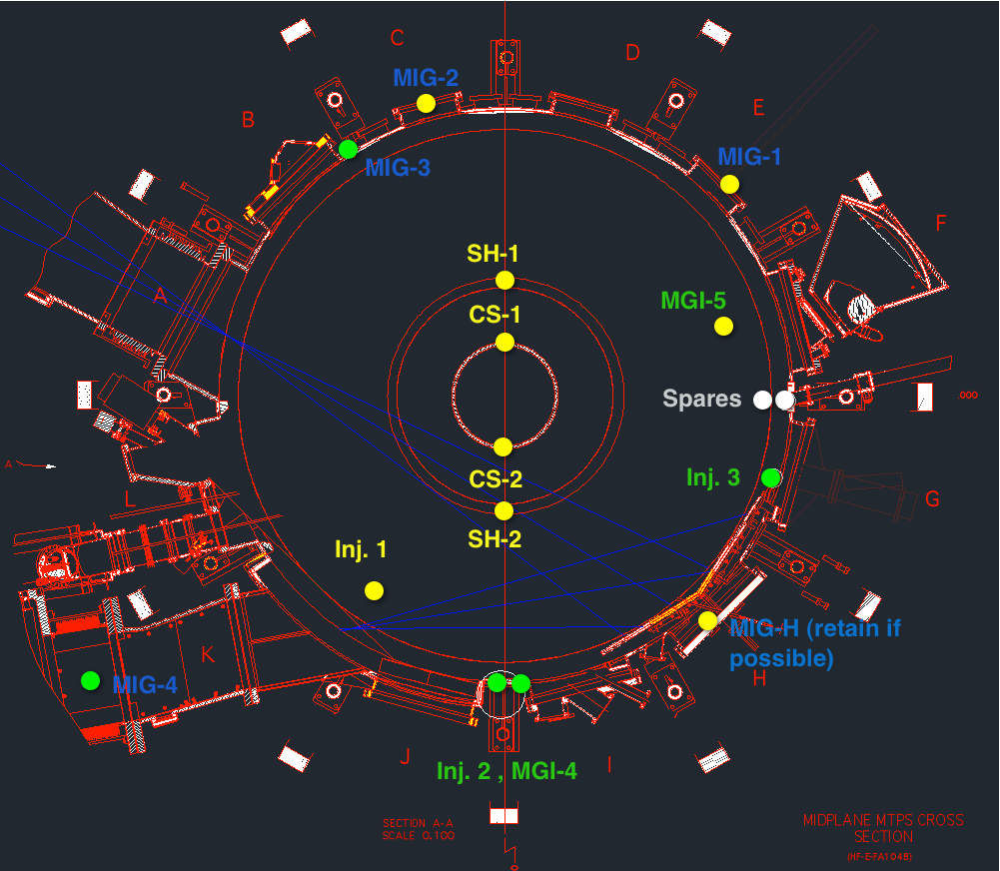 C
D
MIG-2
E
B
MIG-1
MIG-3
F
SH-1
A
MGI-5
CS-1
Spares
.000
A
CS-2
Inj. 3
L
G
SH-2
Inj. 1
MIG-H (retain if
possible)
K
H
MIG-4
J
I
Inj. 2 , MGI-4
SECTION A-A
SCALE 0.100
MIDPLANE MTPS CROSS
SECTION
(HF-E-FA1048)